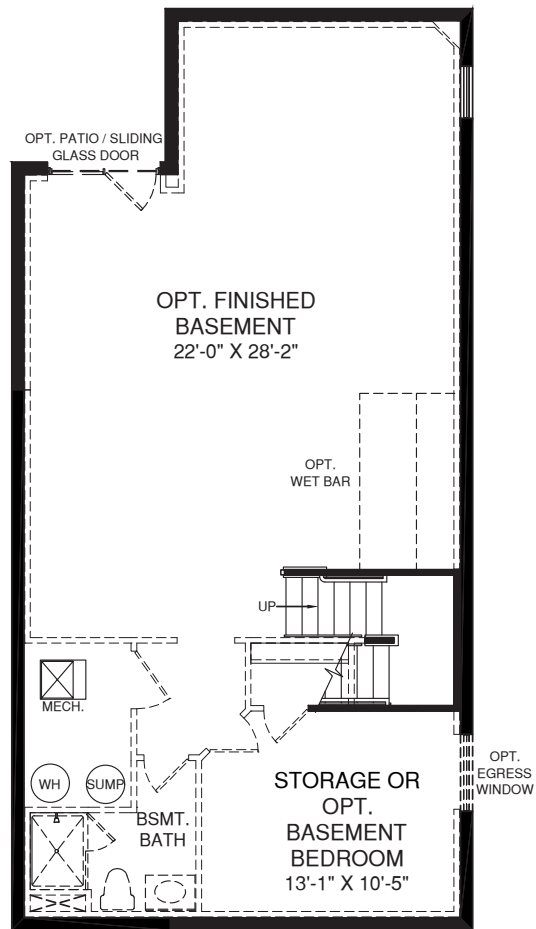 OPT. PATIO / SLIDING
GLASS DOOR
OPT. FINISHED
BASEMENT
22'-0" X 28'-2"
OPT.
WET BAR
UP
MECH.
WH
SUMP
BSMT.
BATH
STORAGE OR
OPT.
BASEMENT
BEDROOM
13'-1" X 10'-5"
OPT.
EGRESS
WINDOW